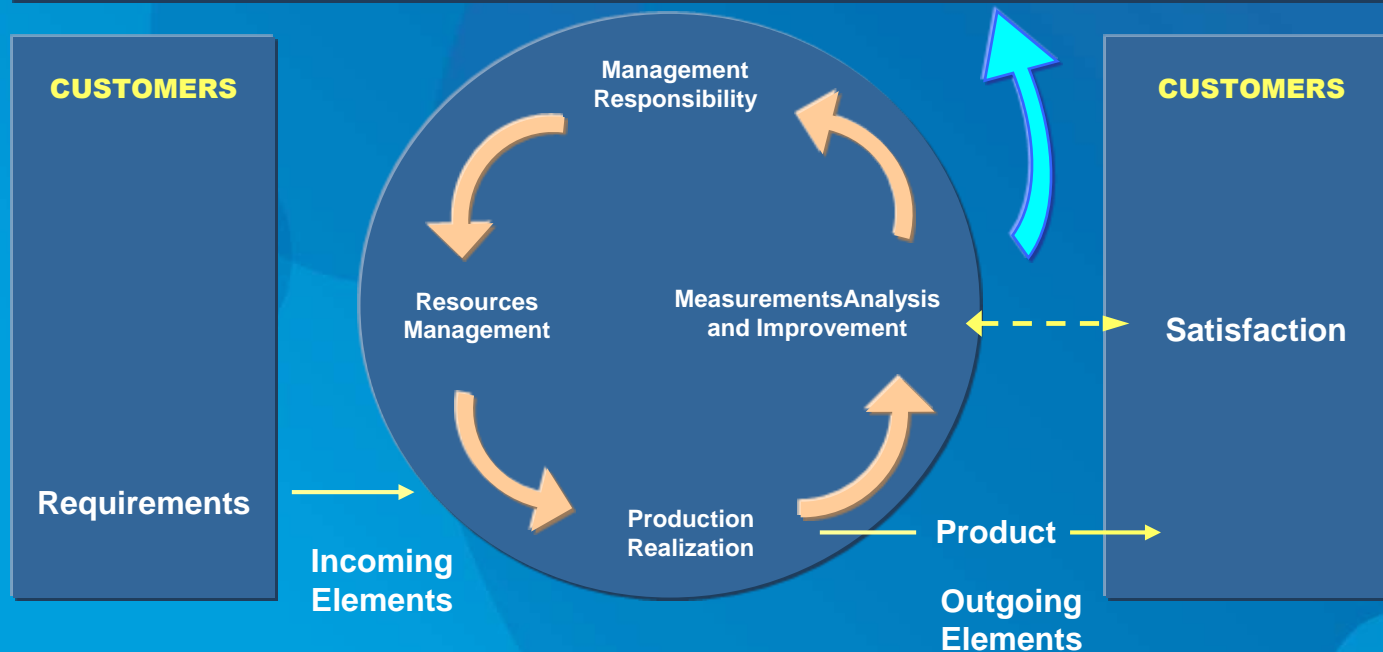 CUSTOMERS
Requirements
Incoming
Elements
Management
Responsibility
Resources
Management
MeasurementsAnalysis
and Improvement
Production
Realization
Product
Outgoing
Elements
CUSTOMERS
Satisfaction